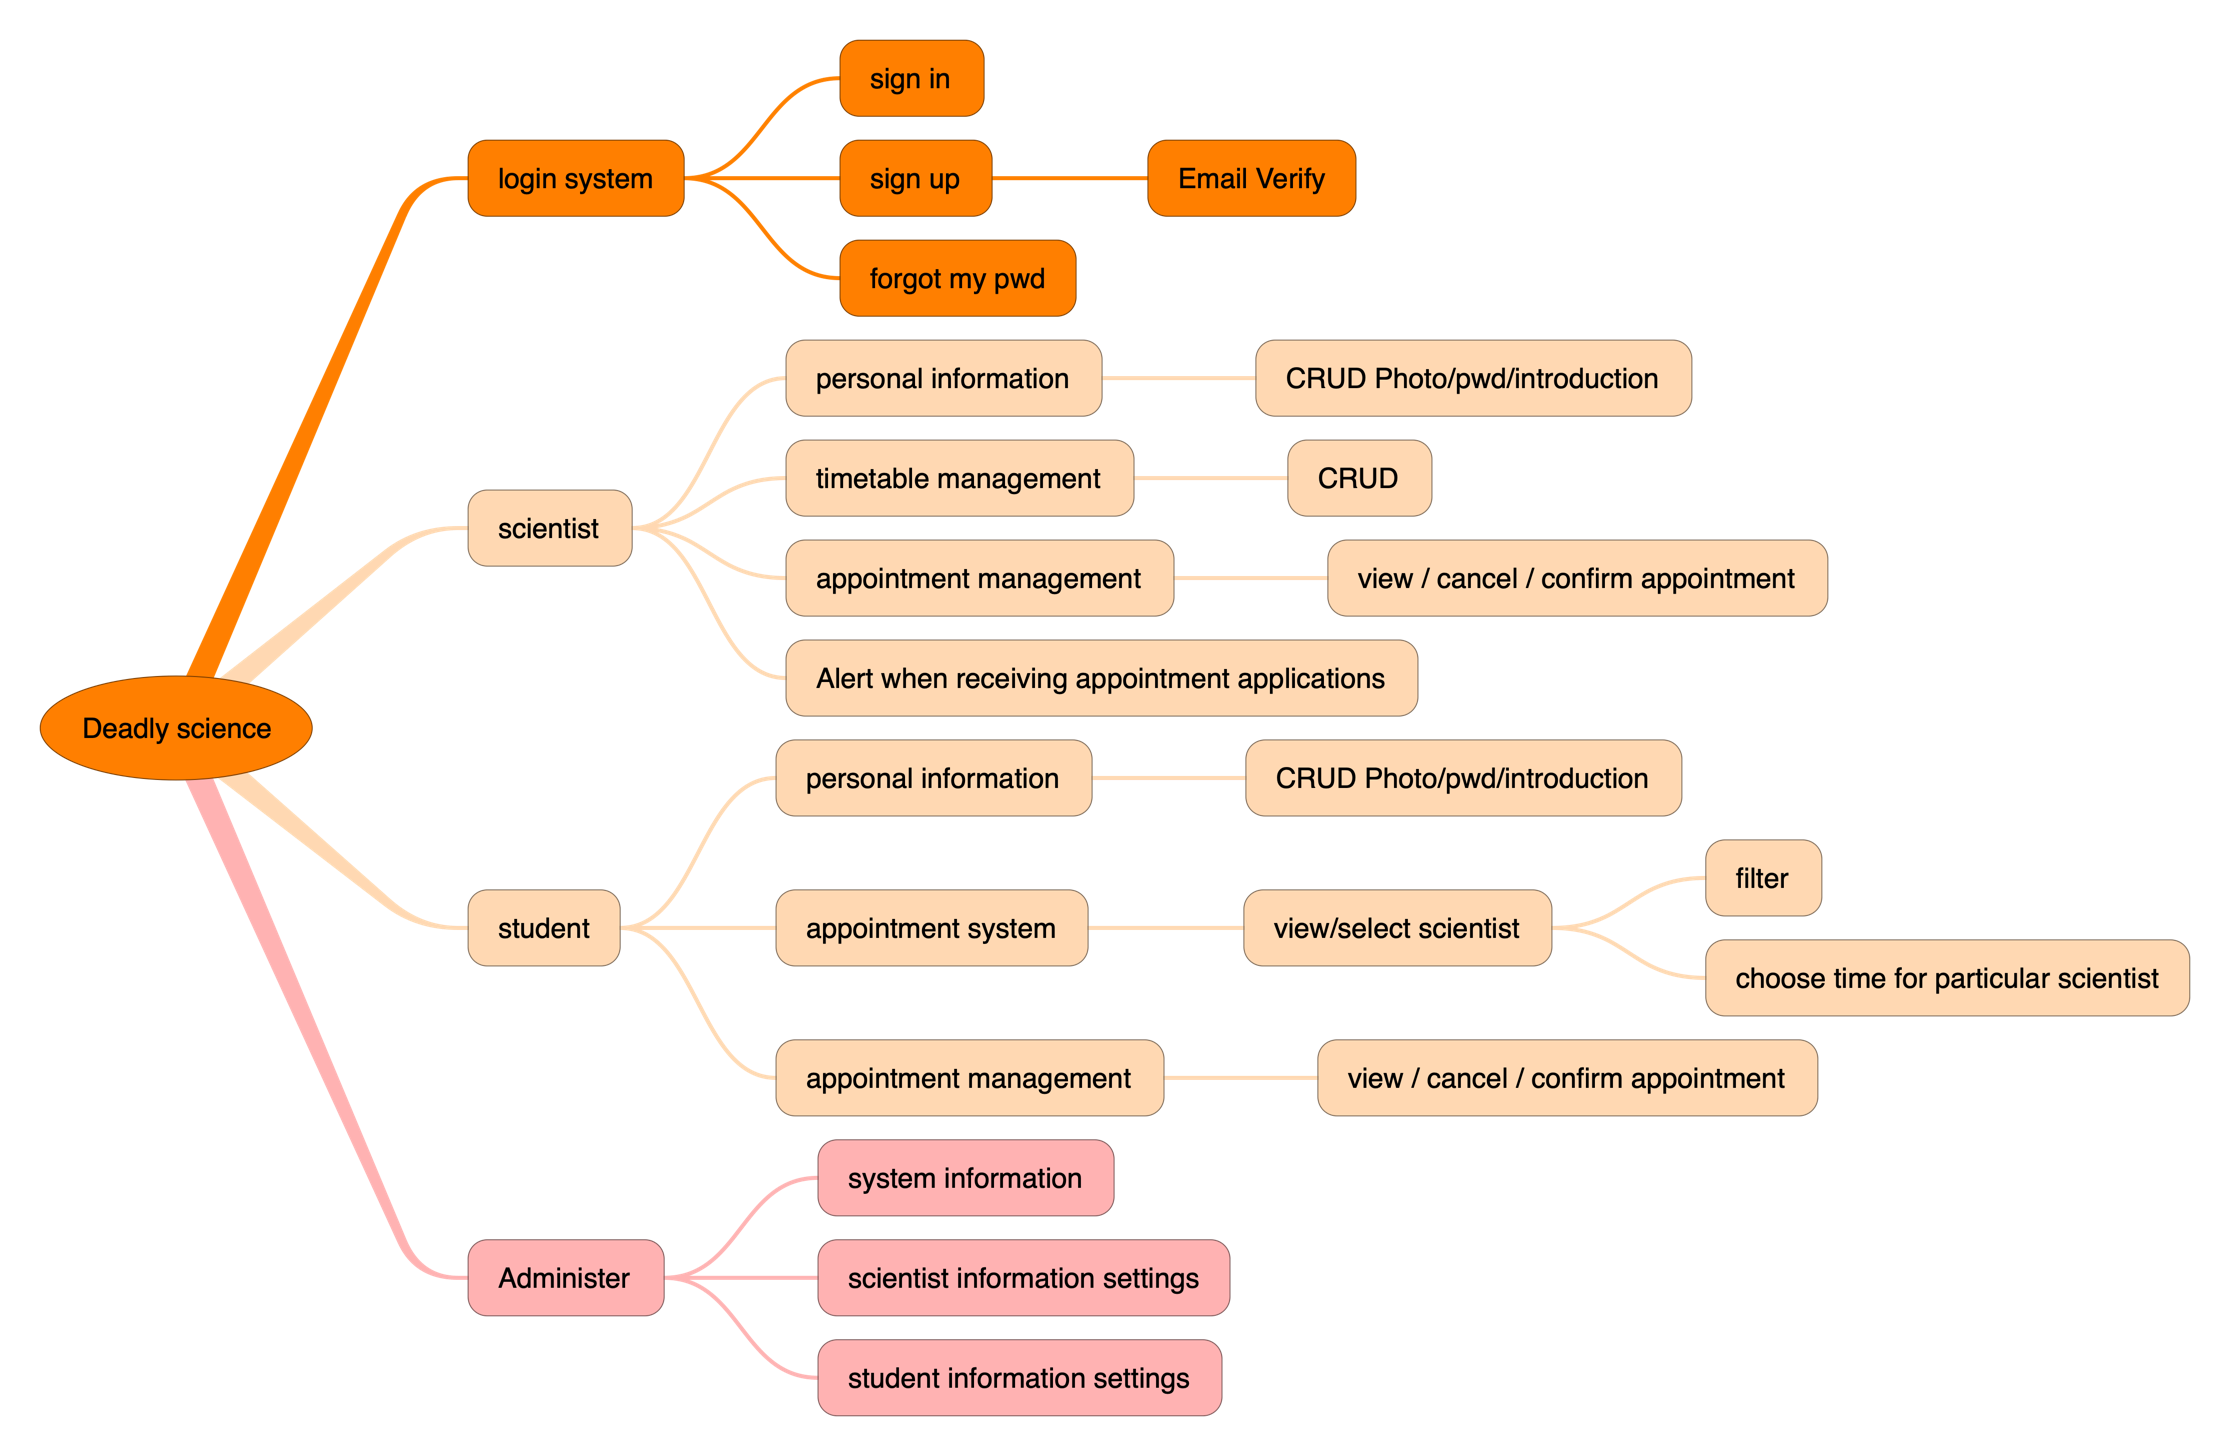 Deadly science
login system
sign in
sign up
Email Verify
forgot my pwd
scientist
personal information
CRUD Photo/pwd/introduction
timetable management
CRUD
appointment management
view / cancel / confirm appointment
Alert when receiving appointment applications
student
personal information
CRUD Photo/pwd/introduction
appointment system
view/select scientist
filter
choose time for particular scientist
appointment management
view / cancel / confirm appointment
Administer
system information
scientist information settings
student information settings